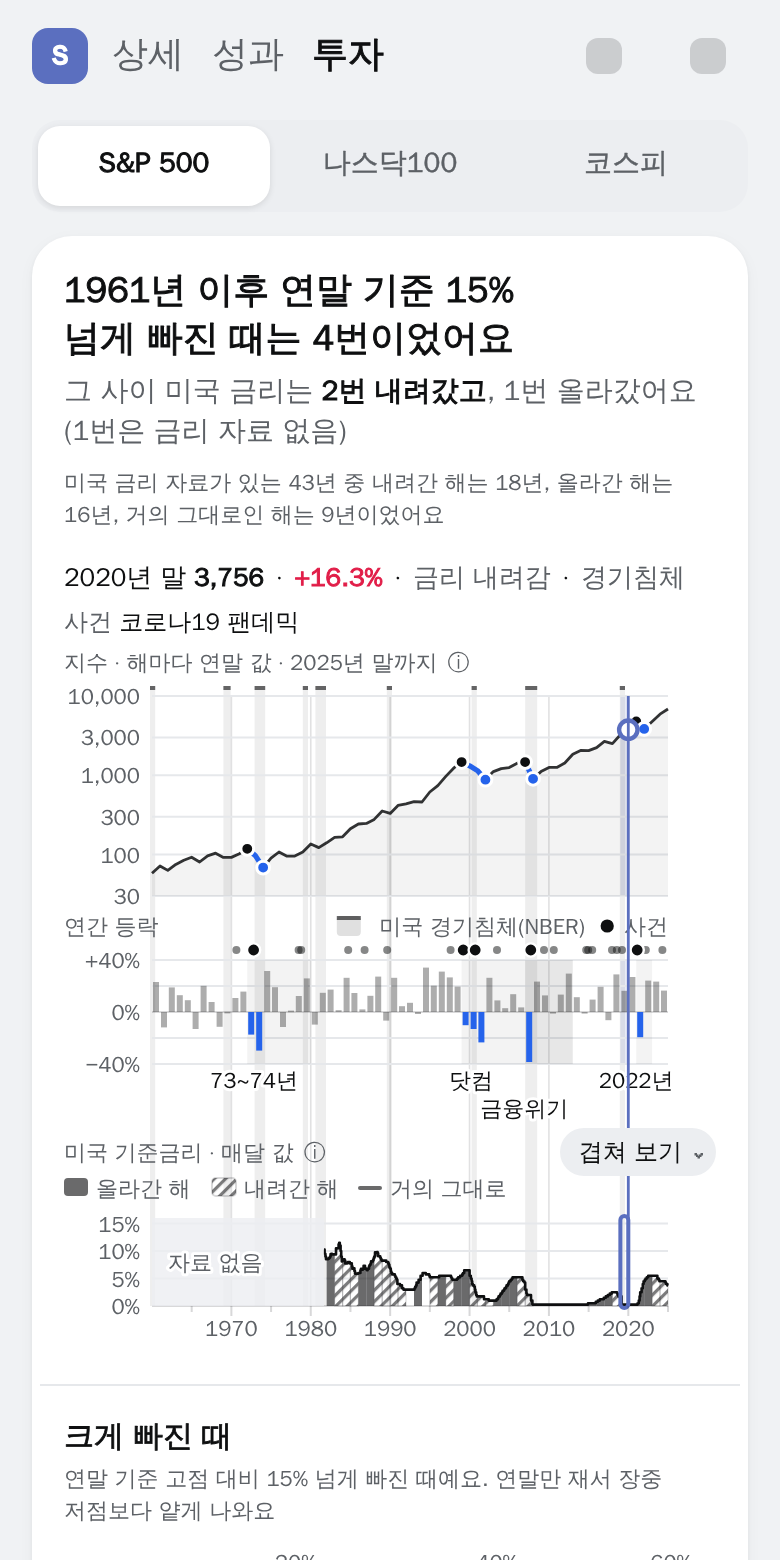 S 상세 성과 투자
S&P 500 나스닥100 코스피
1961년 이후 연말 기준 15%
넘게 빠진 때는 4번이었어요
그 사이 미국 금리는 2번 내려갔고, 1번 올라갔어요
(1번은 금리 자료 없음)
미국 금리 자료가 있는 43년 중 내려간 해는 18년, 올라간 해는
16년, 거의 그대로인 해는 9년이었어요
2020년 말 3,756 · +16.3% · 금리 내려감 · 경기침체
사건 코로나19 팬데믹
지수 · 해마다 연말 값 · 2025년 말까지 ⓘ
10,000
3,000
1,000
300
100
30
연간 등락 미국 경기침체(NBER) 사건
+40%
0%
−40%
73~74년 닷컴 2022년
금융위기
미국 기준금리 · 매달 값 ⓘ 겹쳐 보기
올라간 해 내려간 해 거의 그대로
15%
10%
자료 없음
5%
0%
1970 1980 1990 2000 2010 2020
크게 빠진 때
연말 기준 고점 대비 15% 넘게 빠진 때예요. 연말만 재서 장중
저점보다 얕게 나와요
20% 40% 60%